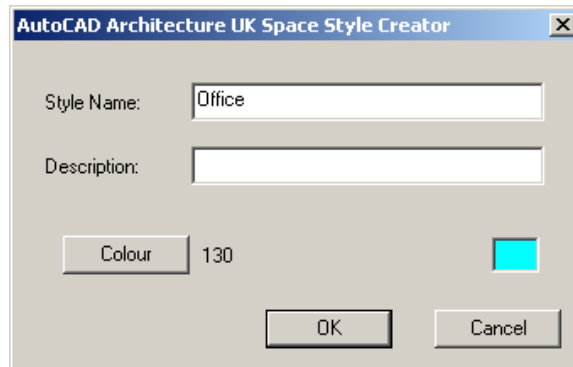 AutoCAD Architecture UK Space Style Creator
Style Name: Office
Description:
Colour 130
OK Cancel